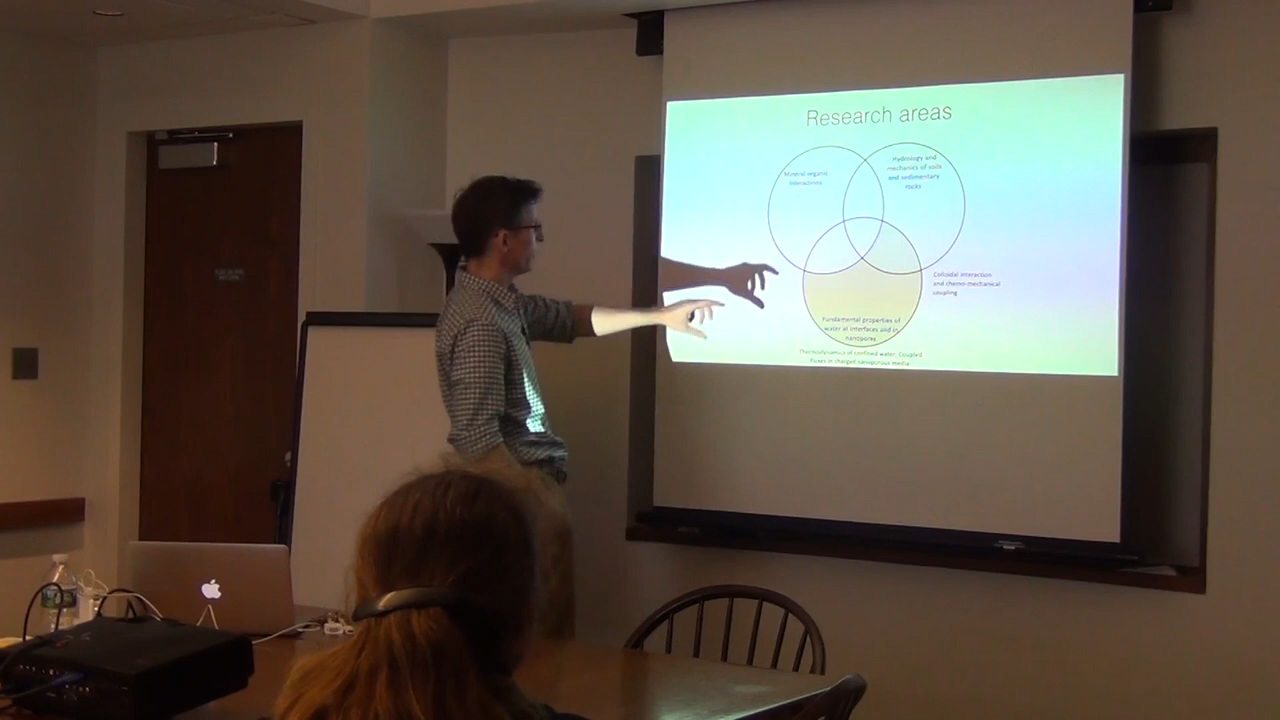 Research areas
Mineral-organic
interactions
Hydrology and
mechanics of soils
and sedimentary
rocks
Colloidal interaction
and chemo-mechanical
coupling
Fundamental properties of
water at interfaces and in
nanopores
Thermodynamics of confined water; Coupled
fluxes in charged nanoporous media